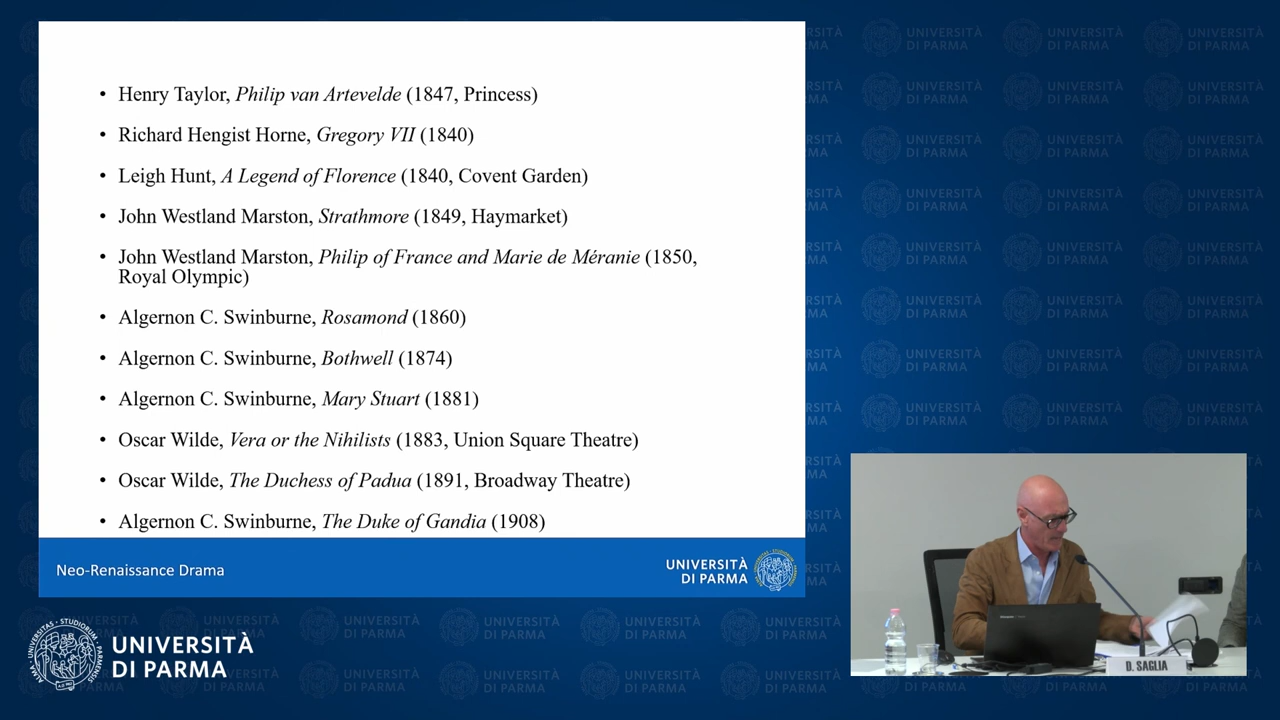 • Henry Taylor, Philip van Artevelde (1847, Princess)
• Richard Hengist Horne, Gregory VII (1840)
• Leigh Hunt, A Legend of Florence (1840, Covent Garden)
• John Westland Marston, Strathmore (1849, Haymarket)
• John Westland Marston, Philip of France and Marie de Méranie (1850,
Royal Olympic)
• Algernon C. Swinburne, Rosamond (1860)
• Algernon C. Swinburne, Bothwell (1874)
• Algernon C. Swinburne, Mary Stuart (1881)
• Oscar Wilde, Vera or the Nihilists (1883, Union Square Theatre)
• Oscar Wilde, The Duchess of Padua (1891, Broadway Theatre)
• Algernon C. Swinburne, The Duke of Gandia (1908)
Neo-Renaissance Drama
UNIVERSITÀ
DI PARMA
UNIVERSITÀ
DI PARMA
D. SAGLIA